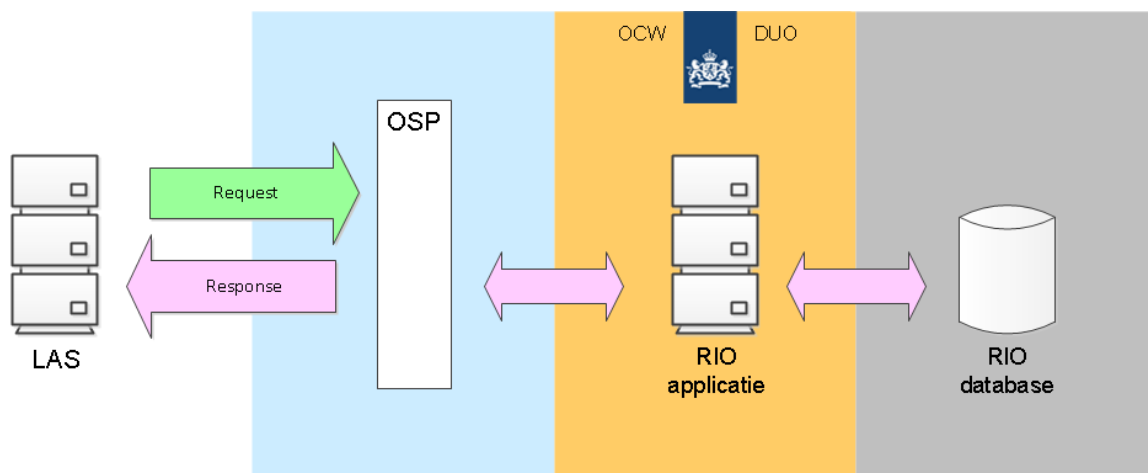 OCW DUO
OSP
Request
Response
LAS
RIO
applicatie
RIO
database